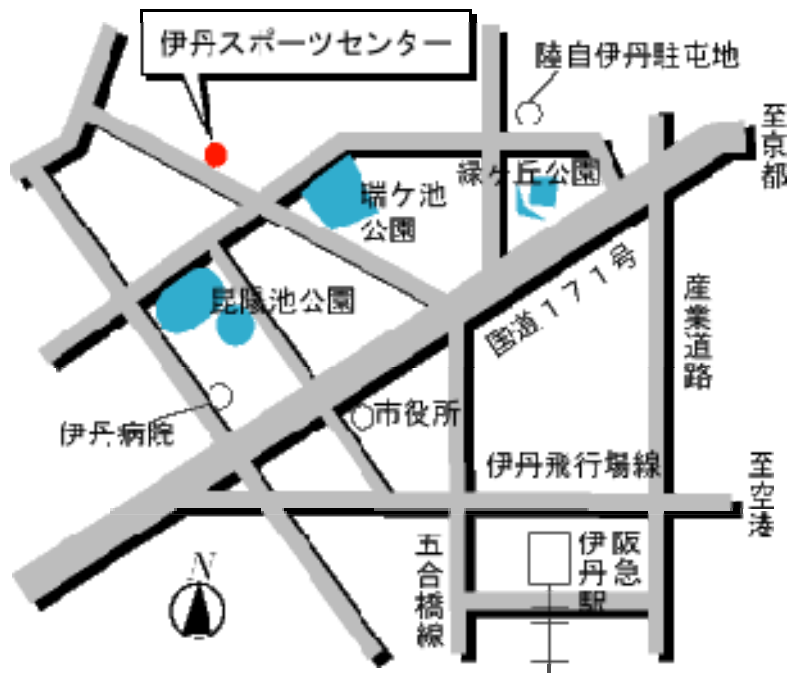 伊丹スポーツセンター
陸自伊丹駐屯地
至京都
緑ヶ丘公園
瑞ケ池
公園
国道171号
昆陽池公園
産業道路
伊丹病院
市役所
伊丹飛行場線
至空港
五合橋線
阪急
伊丹駅
N